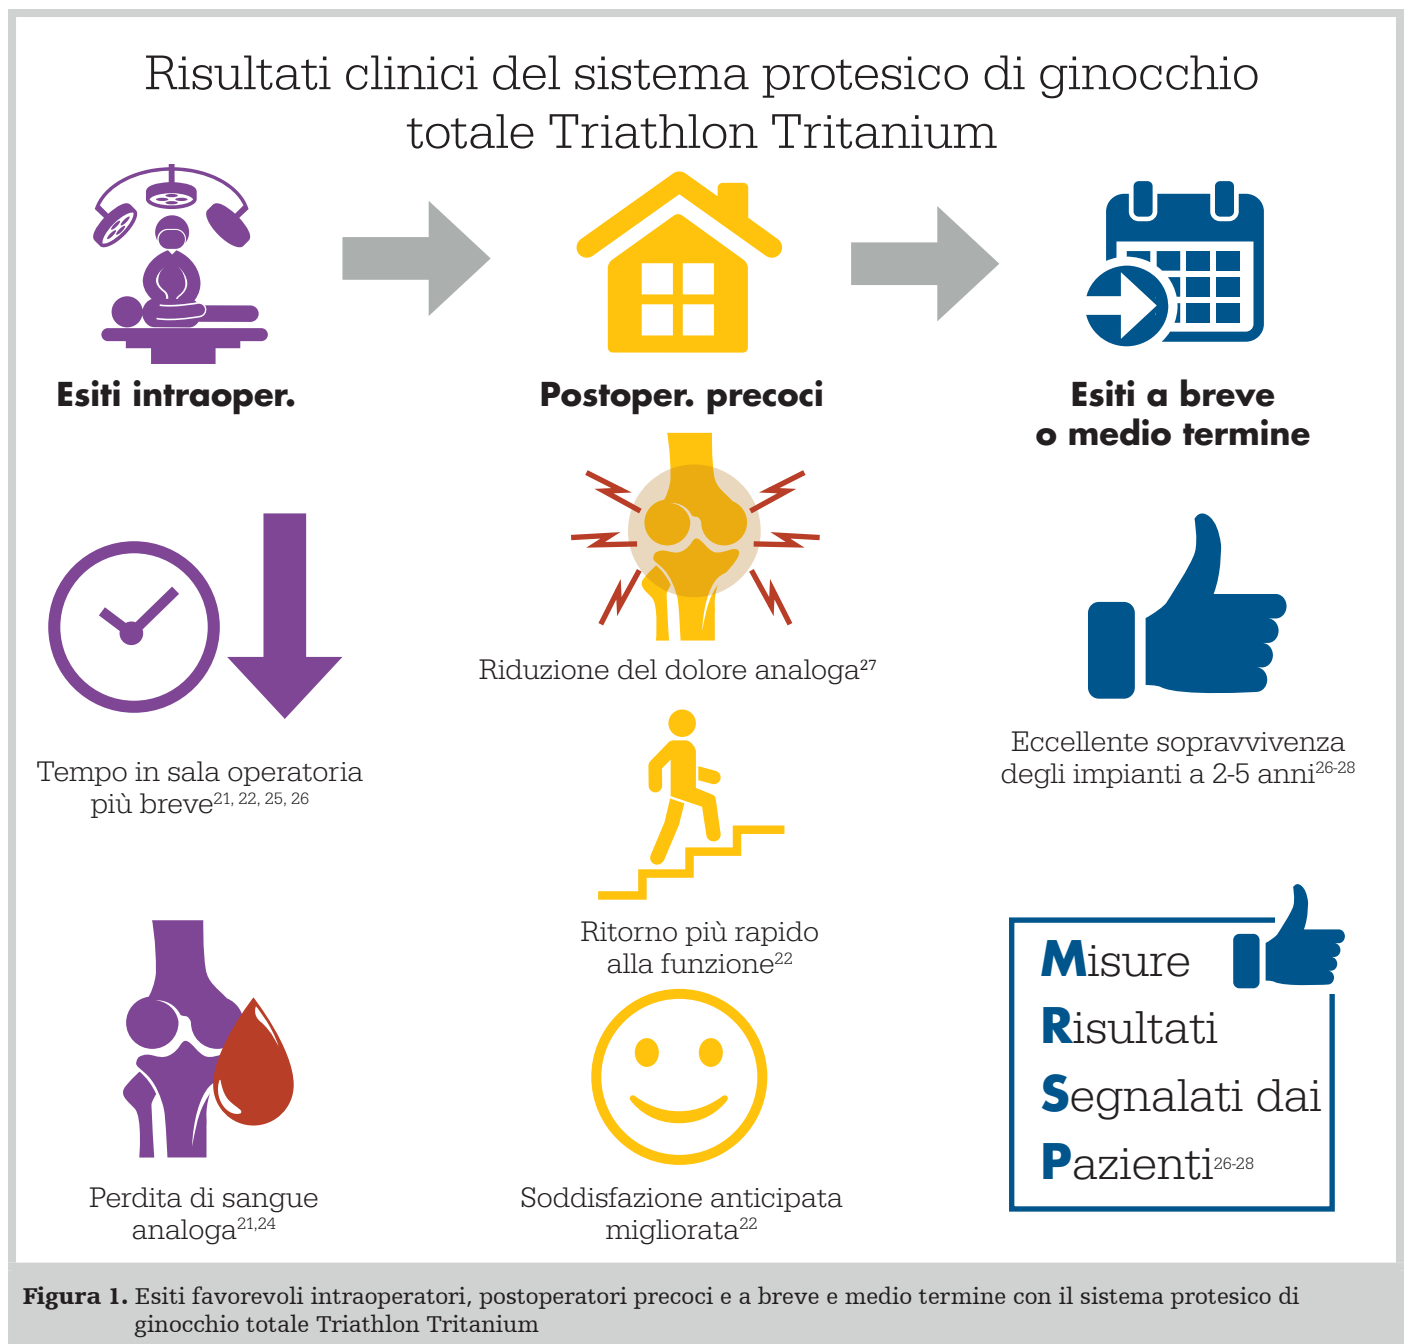 Risultati clinici del sistema protesico di ginocchio
totale Triathlon Tritanium
Esiti intraoper.
Tempo in sala operatoria
più breve21, 22, 25, 26
Perdita di sangue
analoga21,24
Postoper. precoci
Riduzione del dolore analoga27
Ritorno più rapido
alla funzione22
Soddisfazione anticipata
migliorata22
Esiti a breve
o medio termine
Eccellente sopravvivenza
degli impianti a 2-5 anni26-28
Misure
Risultati
Segnalati dai
Pazienti26-28
Figura 1. Esiti favorevoli intraoperatori, postoperatori precoci e a breve e medio termine con il sistema protesico di
ginocchio totale Triathlon Tritanium